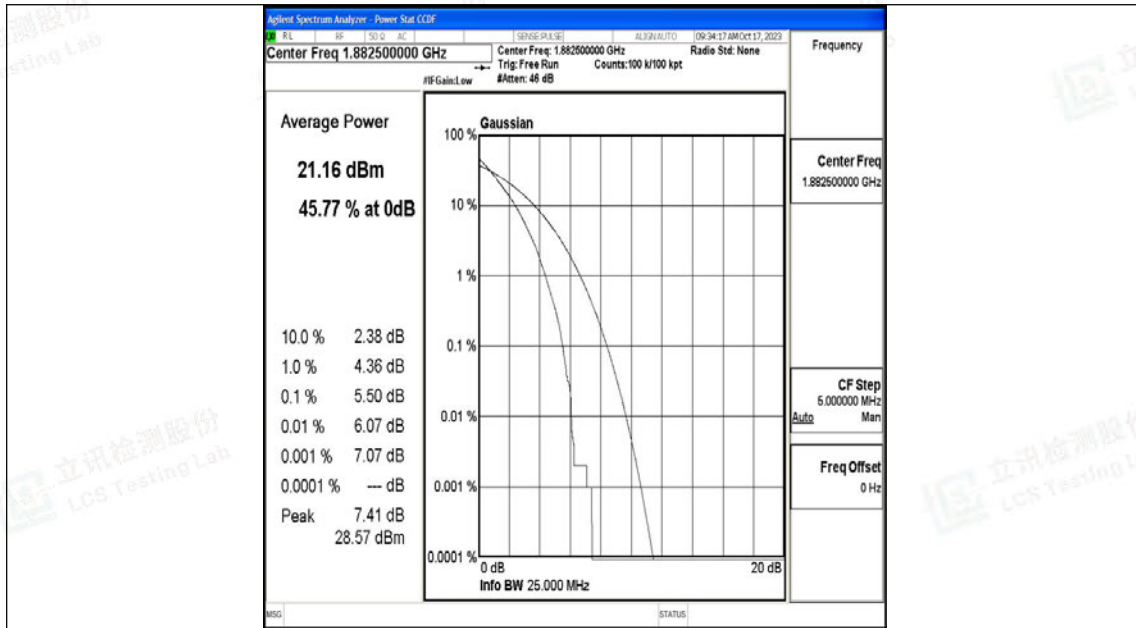 Agilent Spectrum Analyzer - Power Stat CCDF
RL RF 50 Ω AC SENSE:PULSE ALIGNAUTO 09:34:17 AM Oct 17, 2023
Center Freq 1.882500000 GHz
Center Freq: 1.882500000 GHz Radio Std: None
Trig: Free Run Counts:100 k/100 kpt
#IFGain:Low #Atten: 46 dB
Frequency
Average Power
21.16 dBm
45.77 % at 0dB
10.0 % 2.38 dB
1.0 % 4.36 dB
0.1 % 5.50 dB
0.01 % 6.07 dB
0.001 % 7.07 dB
0.0001 % --- dB
Peak 7.41 dB
28.57 dBm
Gaussian
100 %
10 %
1 %
0.1 %
0.01 %
0.001 %
0.0001 %
0 dB 20 dB
Info BW 25.000 MHz
Center Freq
1.882500000 GHz
CF Step
5.000000 MHz
Auto Man
Freq Offset
0 Hz
MSG STATUS
立讯检测股份
LCS Testing Lab
立讯检测股份
LCS Testing L